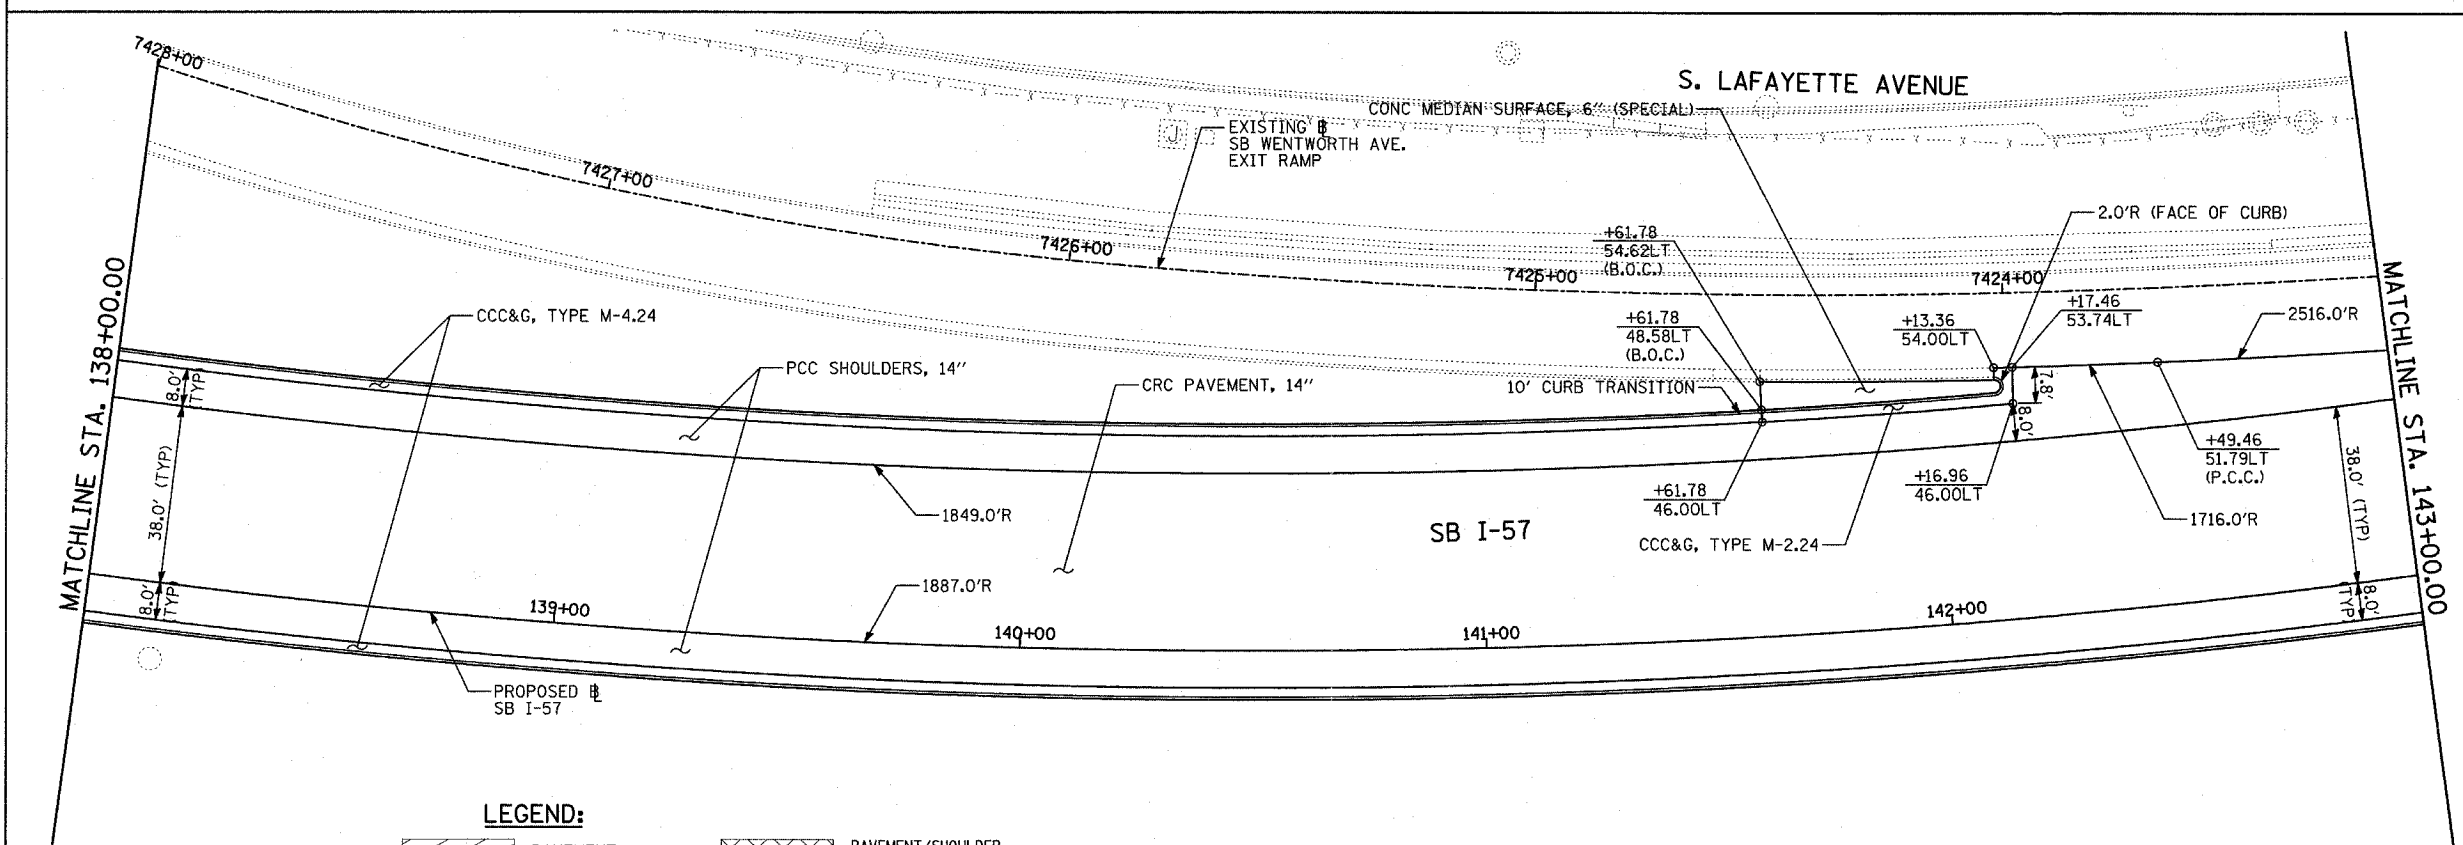 7428+00
S. LAFAYETTE AVENUE
CONC MEDIAN SURFACE, 6" (SPECIAL)
EXISTING ℄
SB WENTWORTH AVE.
EXIT RAMP
J
7427+00
7426+00
7425+00
7424+00
2.0'R (FACE OF CURB)
+61.78
54.62LT
(B.O.C.)
+61.78
48.58LT
(B.O.C.)
+13.36
54.00LT
+17.46
53.74LT
2516.0'R
MATCHLINE STA. 138+00.00
MATCHLINE STA. 143+00.00
CCC&G, TYPE M-4.24
PCC SHOULDERS, 14"
CRC PAVEMENT, 14"
10' CURB TRANSITION
8.0'
(TYP)
38.0' (TYP)
8.0'
(TYP)
7.8'
8.0'
+49.46
51.79LT
(P.C.C.)
+61.78
46.00LT
+16.96
46.00LT
1849.0'R
SB I-57
CCC&G, TYPE M-2.24
1716.0'R
38.0' (TYP)
8.0'
(TYP)
1887.0'R
139+00
140+00
141+00
142+00
PROPOSED ℄
SB I-57
LEGEND:
PAVEMENT/SHOULDER